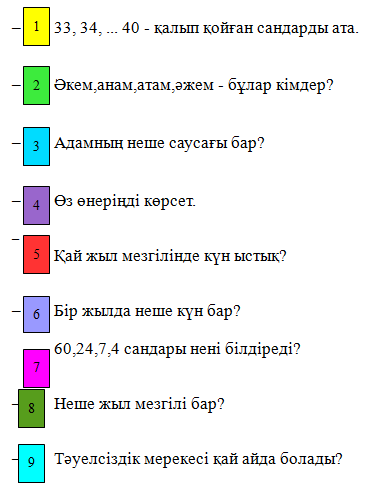 – 1 33, 34, ... 40 - қалып қойған сандарды ата.
– 2 Әкем,анам,атам,әжем - бұлар кімдер?
– 3 Адамның неше саусағы бар?
– 4 Өз өнеріңді көрсет.
– 5 Қай жыл мезгілінде күн ыстық?
– 6 Бір жылда неше күн бар?
7 60,24,7,4 сандары нені білдіреді?
– 8 Неше жыл мезгілі бар?
– 9 Тәуелсіздік мерекесі қай айда болады?